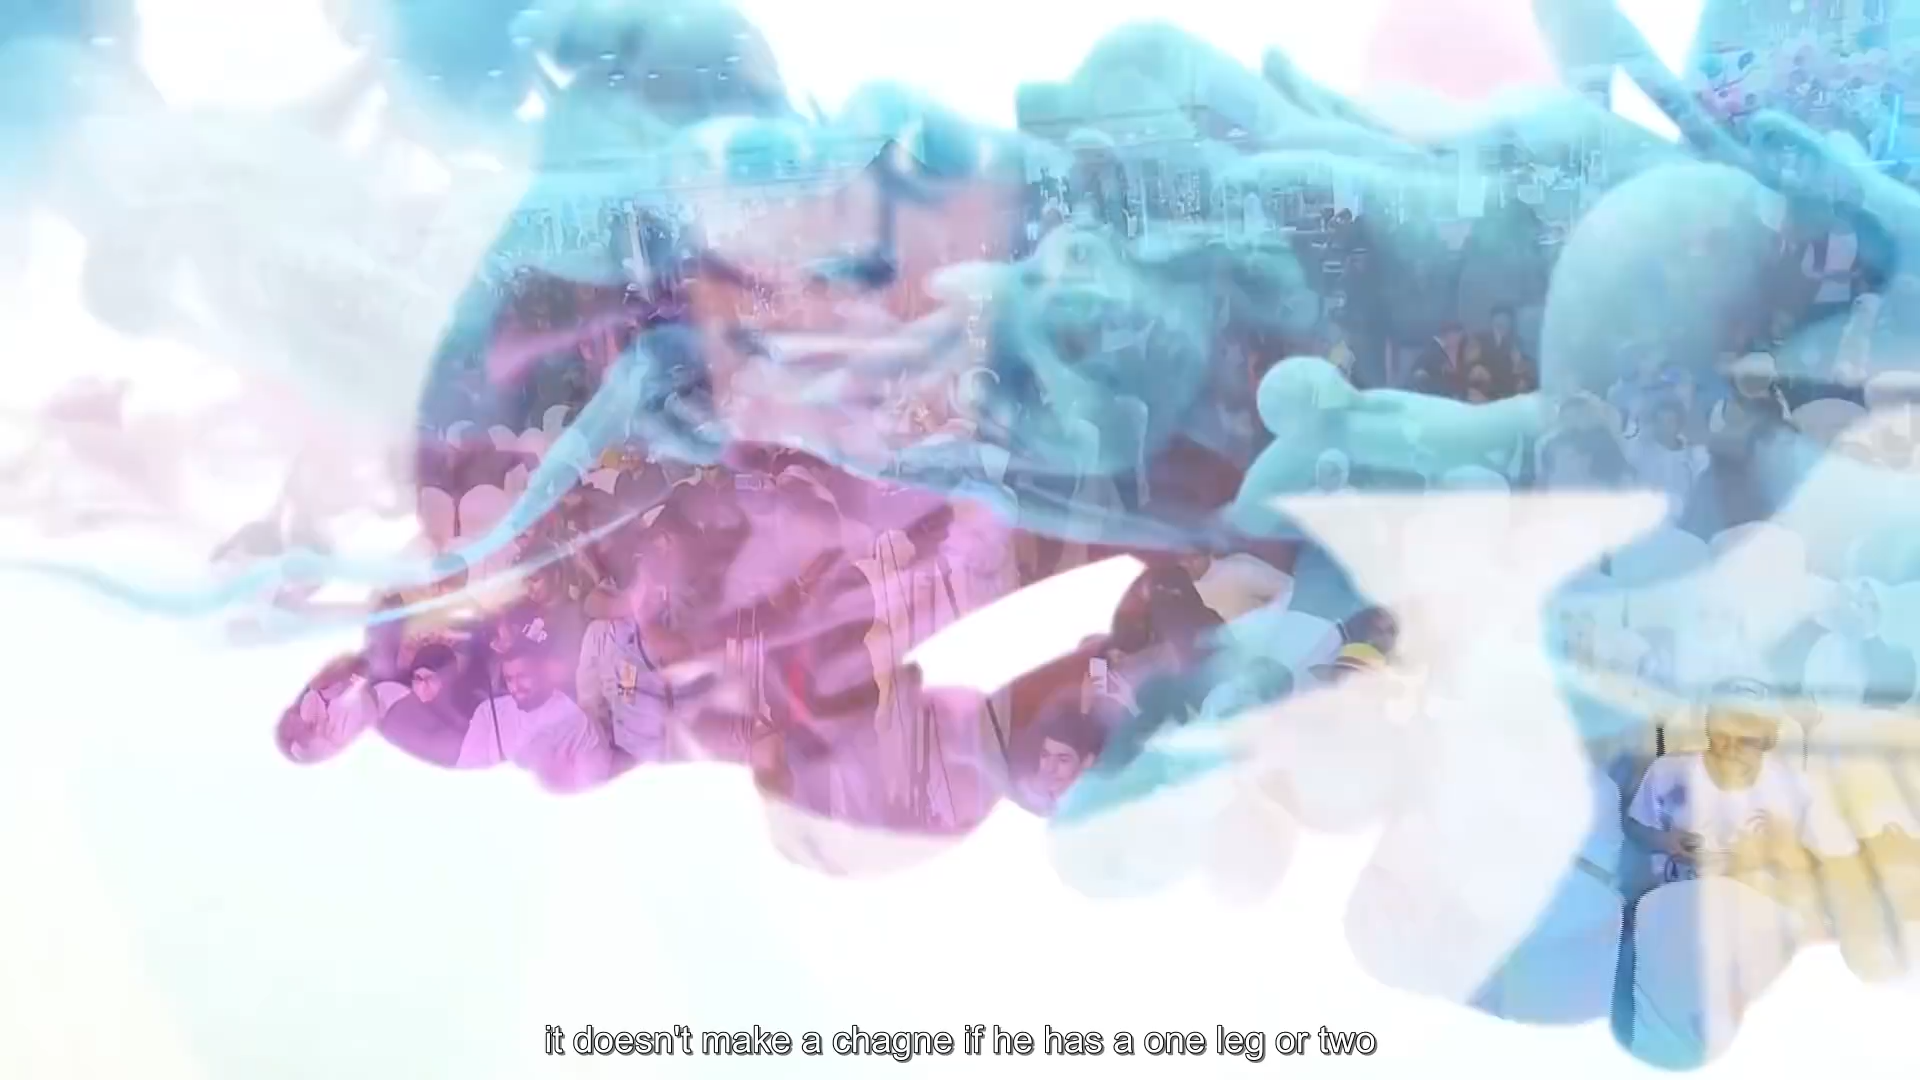 it doesn't make a chagne if he has a one leg or two